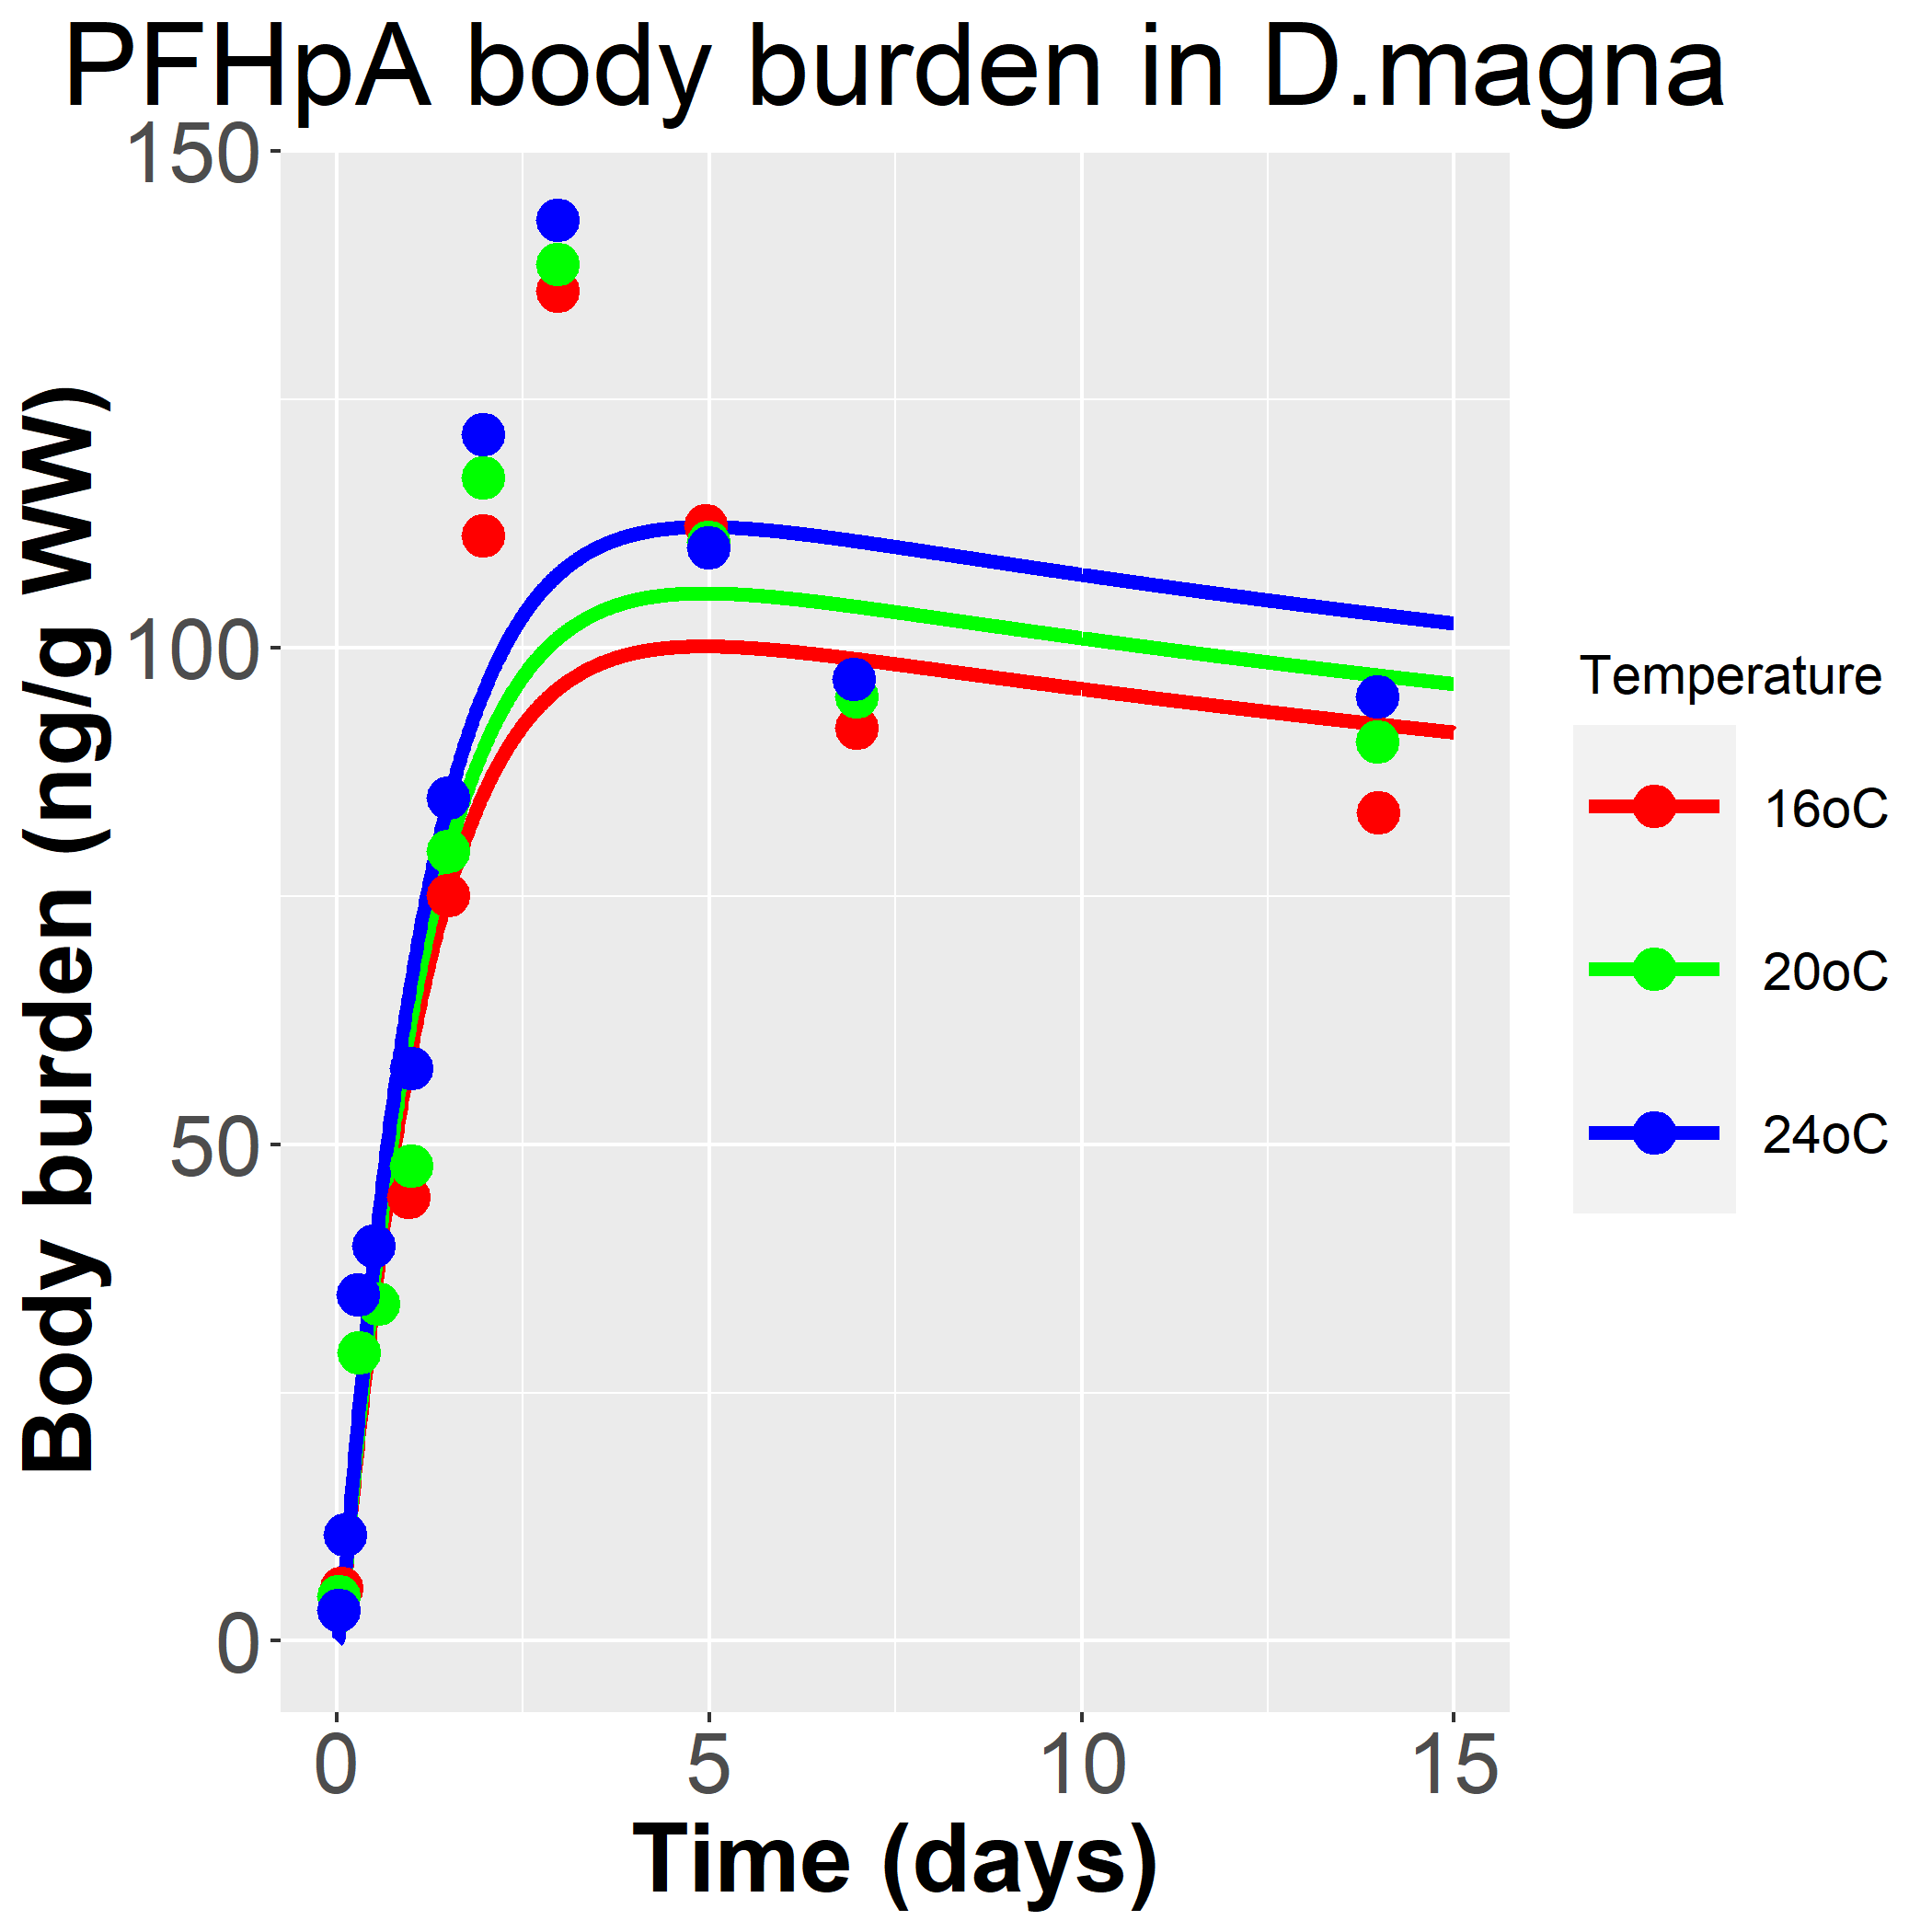 PFHpA body burden in D.magna
150
100
50
0
Body burden (ng/g WW)
0 5 10 15
Time (days)
Temperature
16oC
20oC
24oC